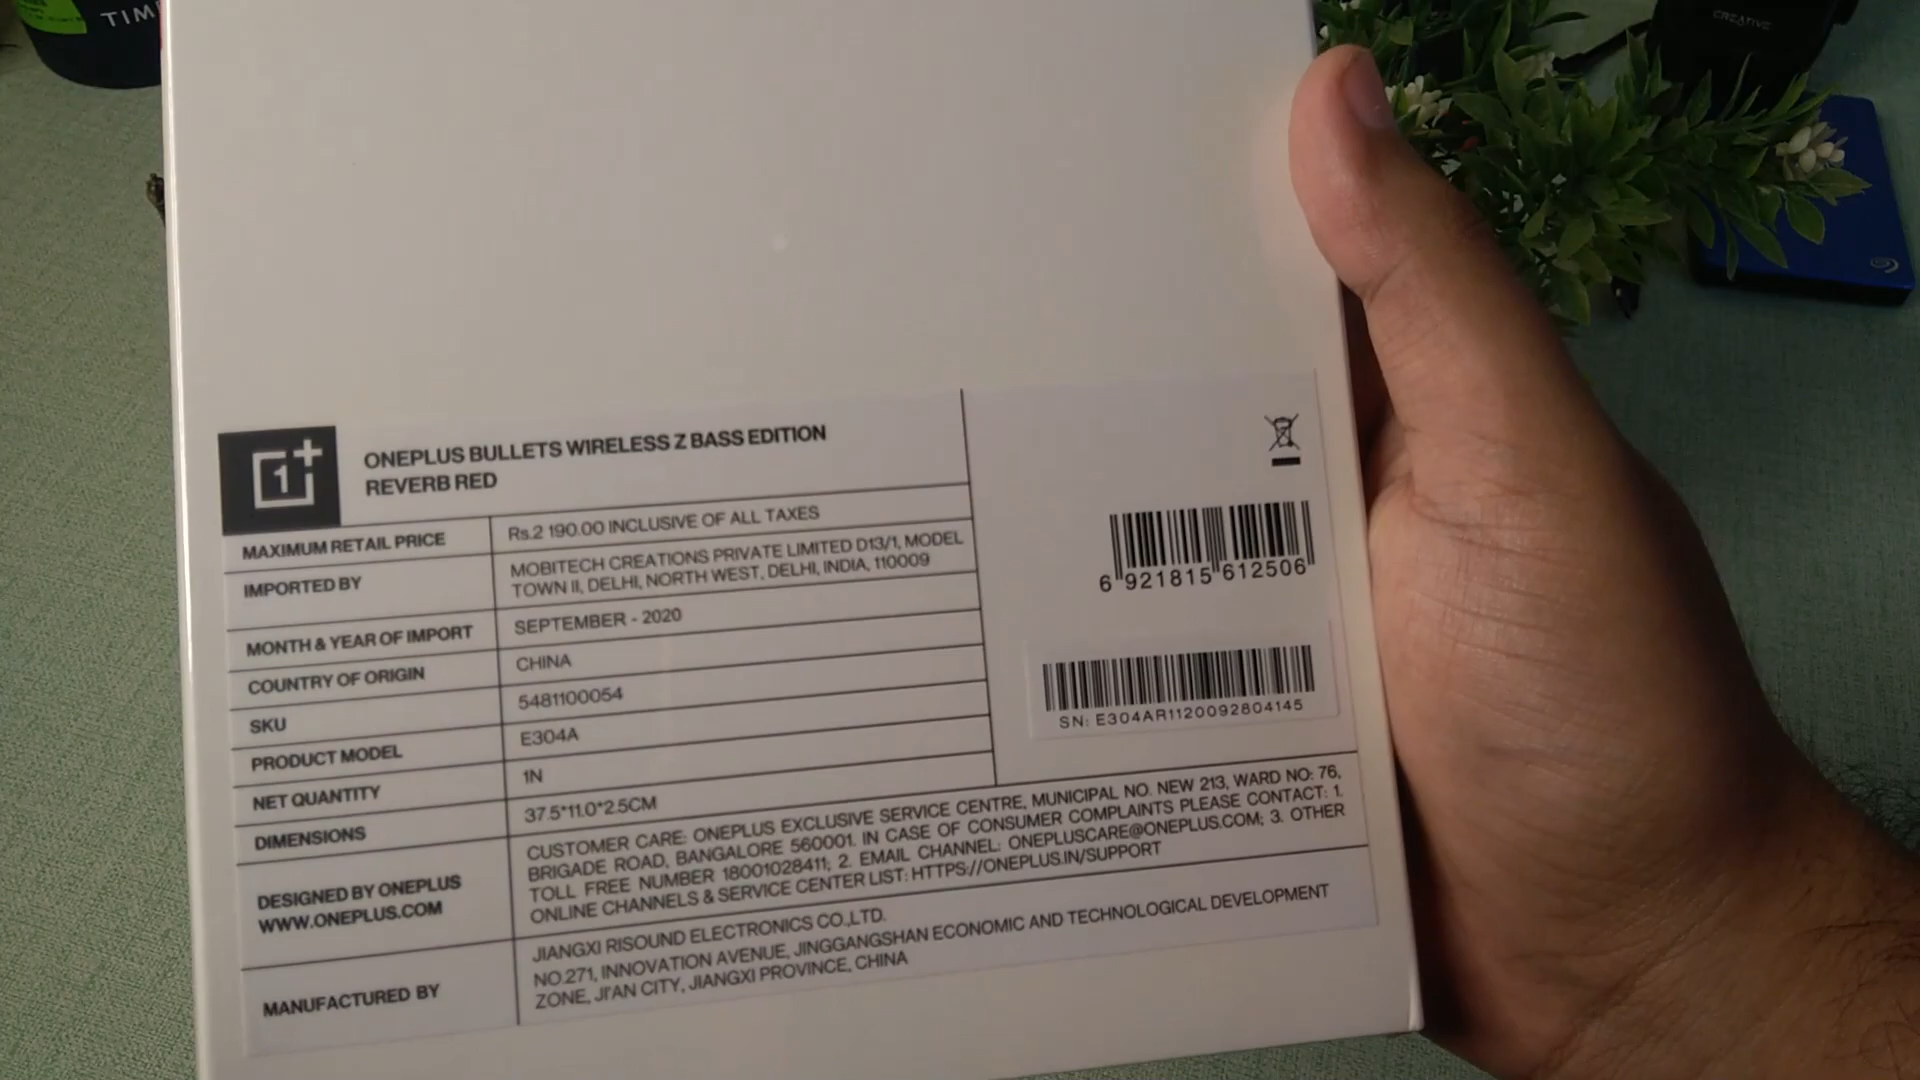 TIM
CREATIVE
1+
ONEPLUS BULLETS WIRELESS Z BASS EDITION
REVERB RED
MAXIMUM RETAIL PRICE
Rs.2 190.00 INCLUSIVE OF ALL TAXES
IMPORTED BY
MOBITECH CREATIONS PRIVATE LIMITED D13/1, MODEL
TOWN II, DELHI, NORTH WEST, DELHI, INDIA, 110009
MONTH & YEAR OF IMPORT
SEPTEMBER - 2020
COUNTRY OF ORIGIN
CHINA
SKU
5481100054
PRODUCT MODEL
E304A
NET QUANTITY
1N
DIMENSIONS
37.5*11.0*2.5CM
DESIGNED BY ONEPLUS
WWW.ONEPLUS.COM
CUSTOMER CARE: ONEPLUS EXCLUSIVE SERVICE CENTRE, MUNICIPAL NO. NEW 213, WARD NO: 76,
BRIGADE ROAD, BANGALORE 560001. IN CASE OF CONSUMER COMPLAINTS PLEASE CONTACT: 1.
TOLL FREE NUMBER 18001028411; 2. EMAIL CHANNEL: ONEPLUSCARE@ONEPLUS.COM; 3. OTHER
ONLINE CHANNELS & SERVICE CENTER LIST: HTTPS://ONEPLUS.IN/SUPPORT
MANUFACTURED BY
JIANGXI RISOUND ELECTRONICS CO.,LTD.
NO.271, INNOVATION AVENUE, JINGGANGSHAN ECONOMIC AND TECHNOLOGICAL DEVELOPMENT
ZONE, JI'AN CITY, JIANGXI PROVINCE, CHINA
6 921815 612506
SN: E304AR1120092804145